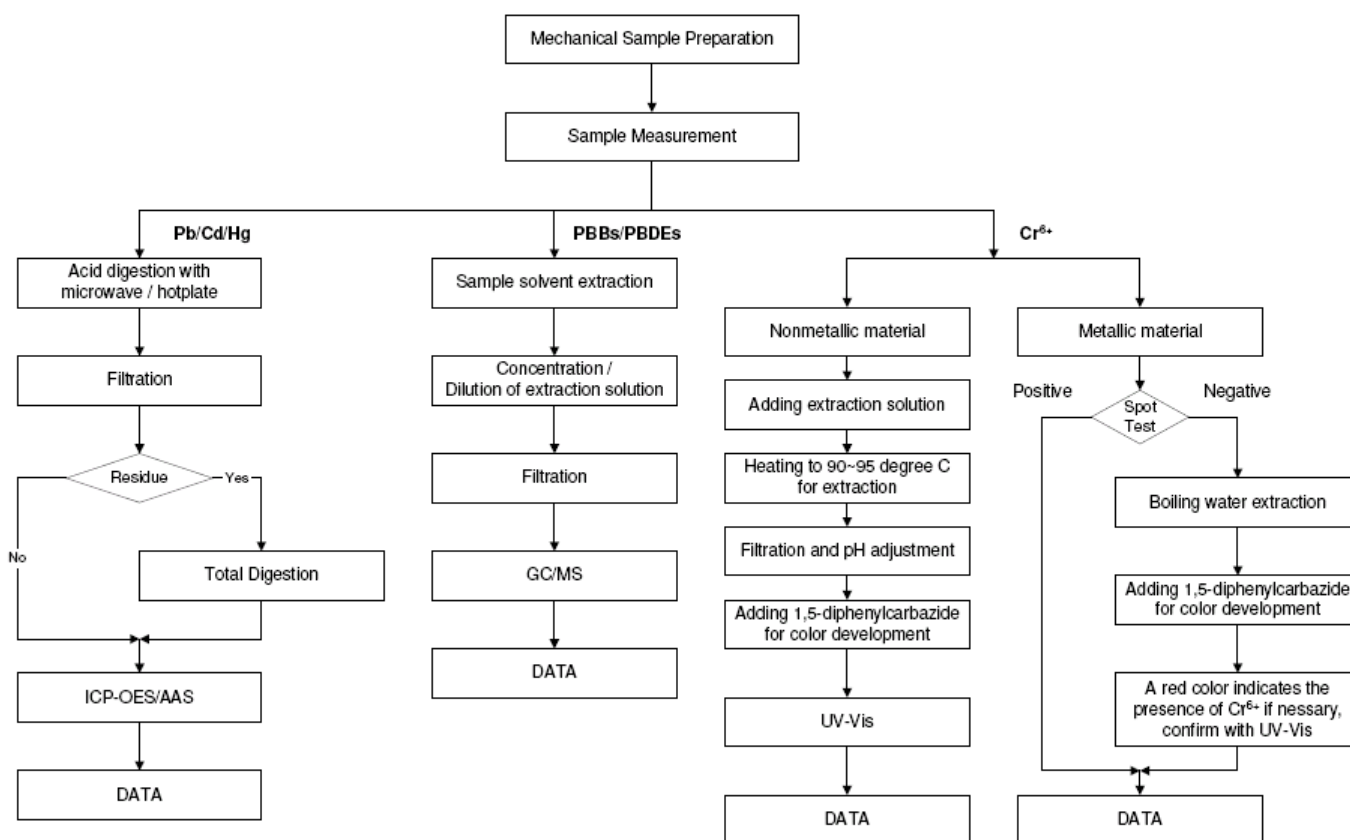 Mechanical Sample Preparation
Sample Measurement
Pb/Cd/Hg
Acid digestion with
microwave / hotplate
Filtration
Residue
Yes
No
Total Digestion
ICP-OES/AAS
DATA
PBBs/PBDEs
Sample solvent extraction
Concentration /
Dilution of extraction solution
Filtration
GC/MS
DATA
Cr⁶⁺
Nonmetallic material
Adding extraction solution
Heating to 90~95 degree C
for extraction
Filtration and pH adjustment
Adding 1,5-diphenylcarbazide
for color development
UV-Vis
DATA
Metallic material
Positive
Negative
Spot
Test
Boiling water extraction
Adding 1,5-diphenylcarbazide
for color development
A red color indicates the
presence of Cr⁶⁺ if nessary,
confirm with UV-Vis
DATA